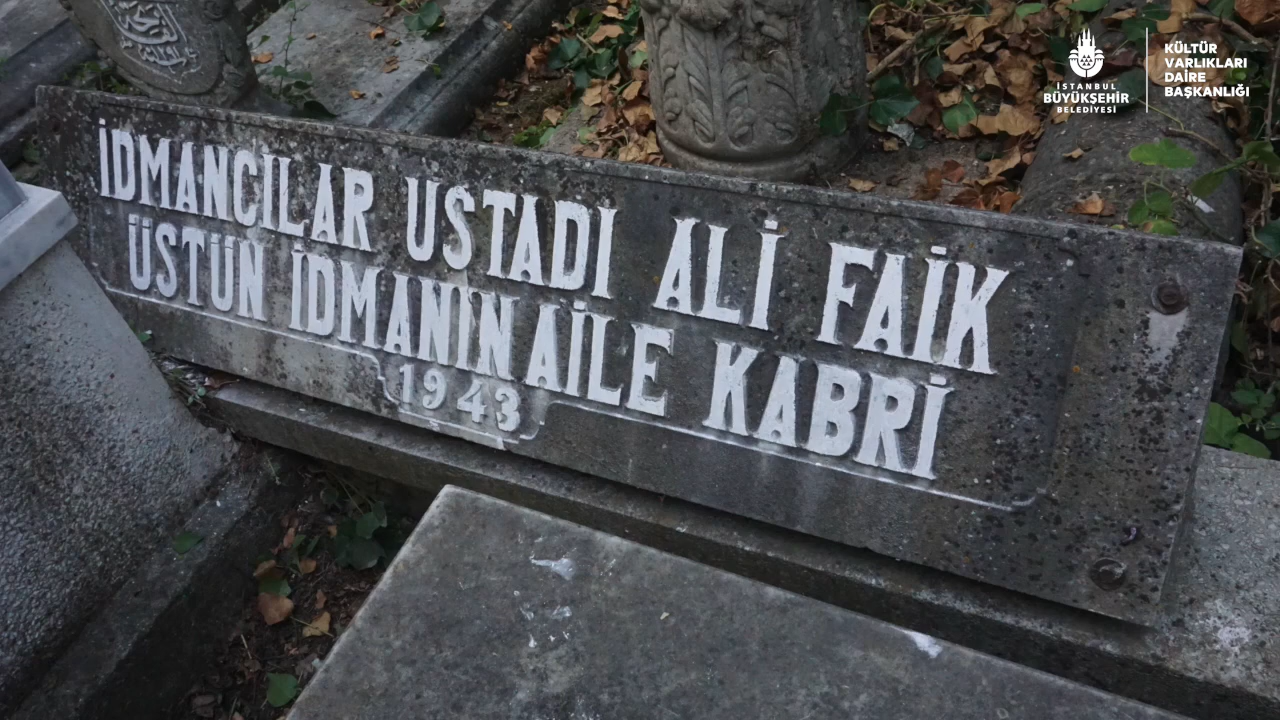 İSTANBUL
BÜYÜKŞEHİR
BELEDİYESİ
KÜLTÜR
VARLIKLARI
DAİRE
BAŞKANLIĞI
İDMANCILAR USTADI ALİ FAİK
ÜSTÜN İDMANIN AİLE KABRİ
1943